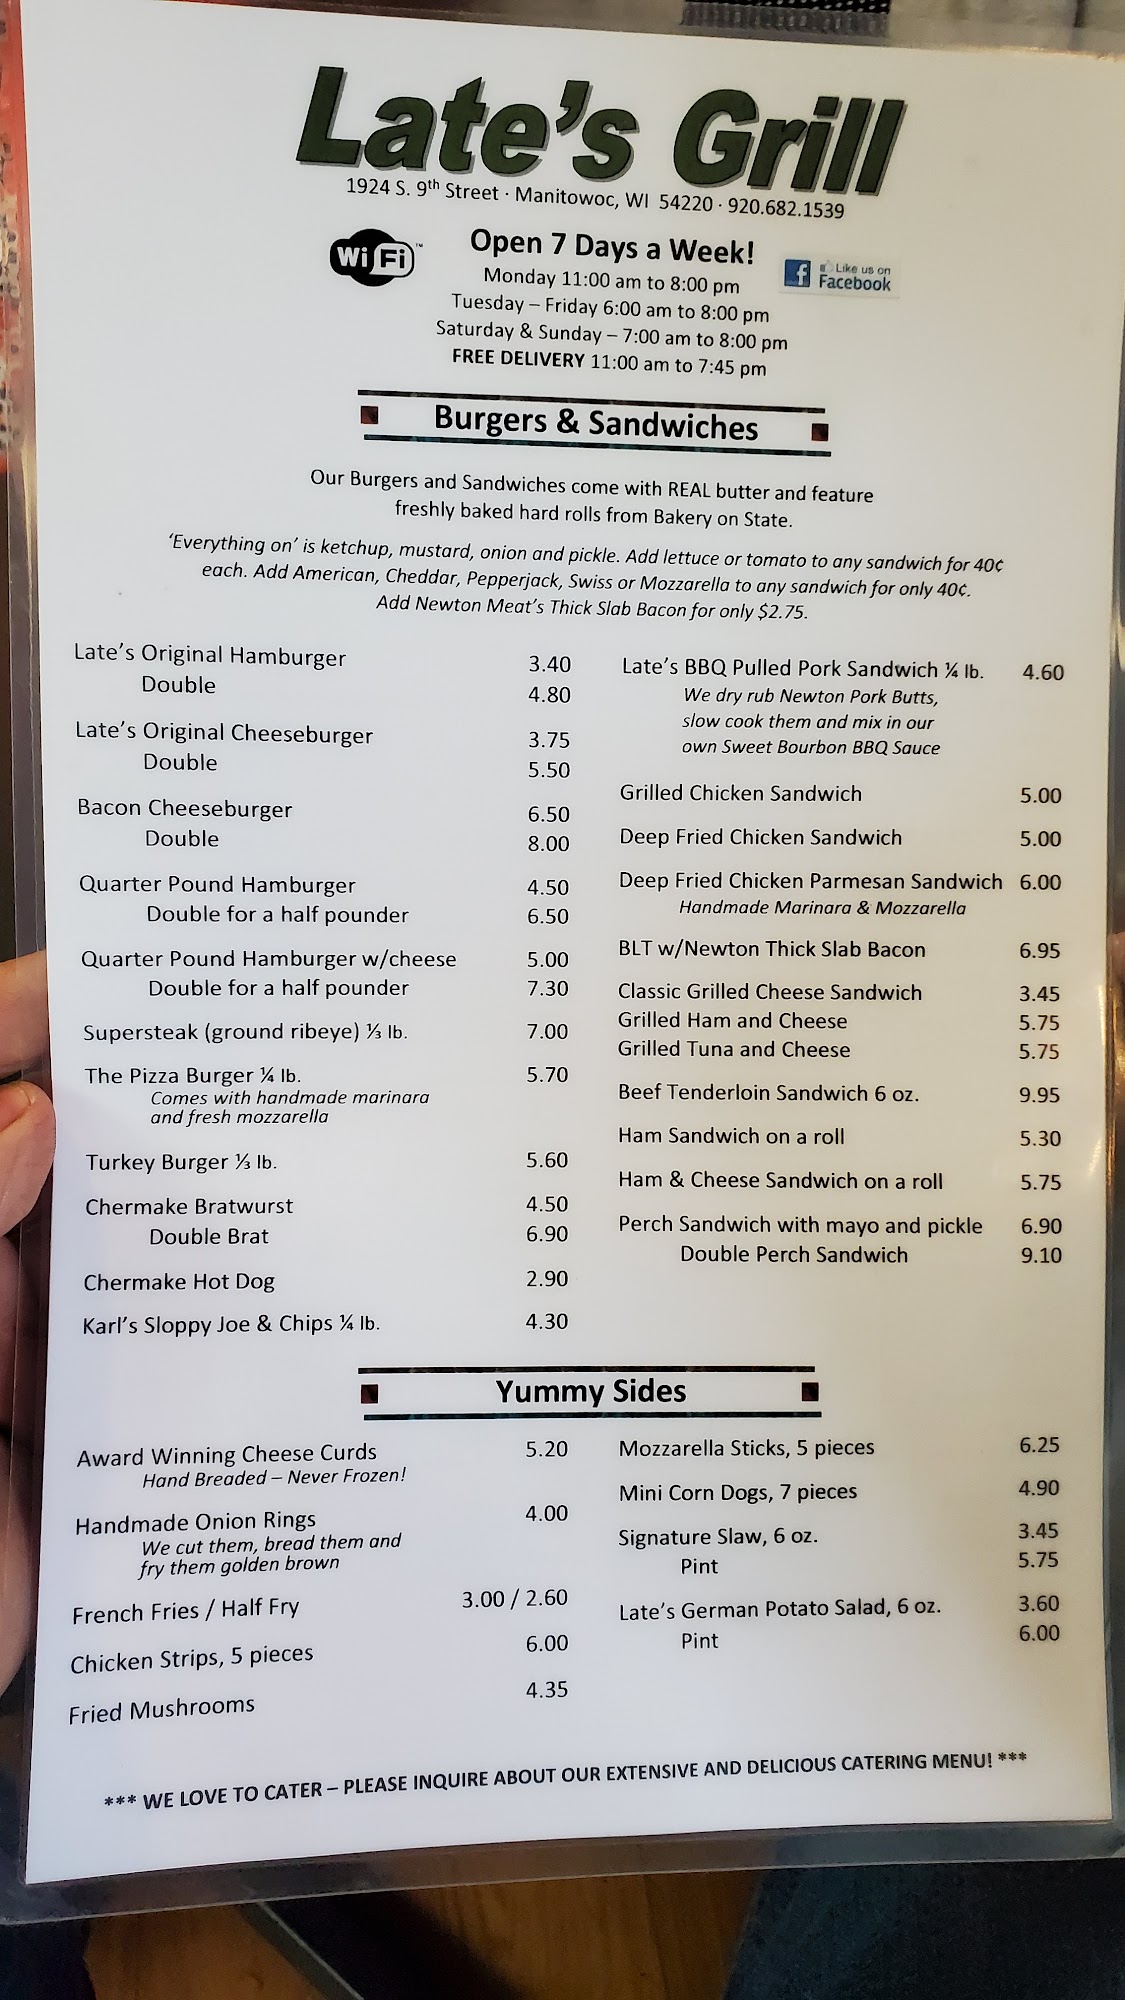 Late's Grill
1924 S. 9th Street · Manitowoc, WI 54220 · 920.682.1539
WiFi™
Open 7 Days a Week!
Like us on
Facebook
Monday 11:00 am to 8:00 pm
Tuesday – Friday 6:00 am to 8:00 pm
Saturday & Sunday – 7:00 am to 8:00 pm
FREE DELIVERY 11:00 am to 7:45 pm
Burgers & Sandwiches
Our Burgers and Sandwiches come with REAL butter and feature
freshly baked hard rolls from Bakery on State.
'Everything on' is ketchup, mustard, onion and pickle. Add lettuce or tomato to any sandwich for 40¢
each. Add American, Cheddar, Pepperjack, Swiss or Mozzarella to any sandwich for only 40¢.
Add Newton Meat's Thick Slab Bacon for only $2.75.
Late's Original Hamburger 3.40
Double 4.80
Late's Original Cheeseburger 3.75
Double 5.50
Bacon Cheeseburger 6.50
Double 8.00
Quarter Pound Hamburger 4.50
Double for a half pounder 6.50
Quarter Pound Hamburger w/cheese 5.00
Double for a half pounder 7.30
Supersteak (ground ribeye) ⅓ lb. 7.00
The Pizza Burger ¼ lb. 5.70
Comes with handmade marinara
and fresh mozzarella
Turkey Burger ⅓ lb. 5.60
Chermake Bratwurst 4.50
Double Brat 6.90
Chermake Hot Dog 2.90
Karl's Sloppy Joe & Chips ¼ lb. 4.30
Late's BBQ Pulled Pork Sandwich ¼ lb. 4.60
We dry rub Newton Pork Butts,
slow cook them and mix in our
own Sweet Bourbon BBQ Sauce
Grilled Chicken Sandwich 5.00
Deep Fried Chicken Sandwich 5.00
Deep Fried Chicken Parmesan Sandwich 6.00
Handmade Marinara & Mozzarella
BLT w/Newton Thick Slab Bacon 6.95
Classic Grilled Cheese Sandwich 3.45
Grilled Ham and Cheese 5.75
Grilled Tuna and Cheese 5.75
Beef Tenderloin Sandwich 6 oz. 9.95
Ham Sandwich on a roll 5.30
Ham & Cheese Sandwich on a roll 5.75
Perch Sandwich with mayo and pickle 6.90
Double Perch Sandwich 9.10
Yummy Sides
Award Winning Cheese Curds 5.20
Hand Breaded – Never Frozen!
Handmade Onion Rings 4.00
We cut them, bread them and
fry them golden brown
French Fries / Half Fry 3.00 / 2.60
Chicken Strips, 5 pieces 6.00
Fried Mushrooms 4.35
Mozzarella Sticks, 5 pieces 6.25
Mini Corn Dogs, 7 pieces 4.90
Signature Slaw, 6 oz. 3.45
Pint 5.75
Late's German Potato Salad, 6 oz. 3.60
Pint 6.00
*** WE LOVE TO CATER – PLEASE INQUIRE ABOUT OUR EXTENSIVE AND DELICIOUS CATERING MENU! ***